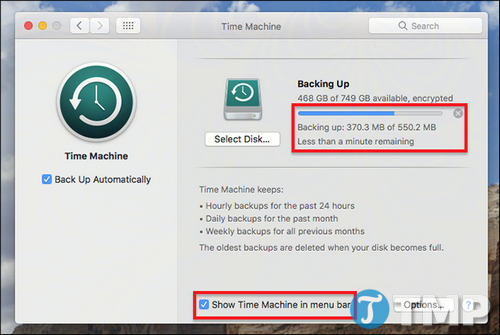 Time Machine
Search
Time Machine
Back Up Automatically
Select Disk...
Backing Up
468 GB of 749 GB available, encrypted
Backing up: 370.3 MB of 550.2 MB
Less than a minute remaining
Time Machine keeps:
• Hourly backups for the past 24 hours
• Daily backups for the past month
• Weekly backups for all previous months
The oldest backups are deleted when your disk becomes full.
Show Time Machine in menu bar
Options...
?
TMP